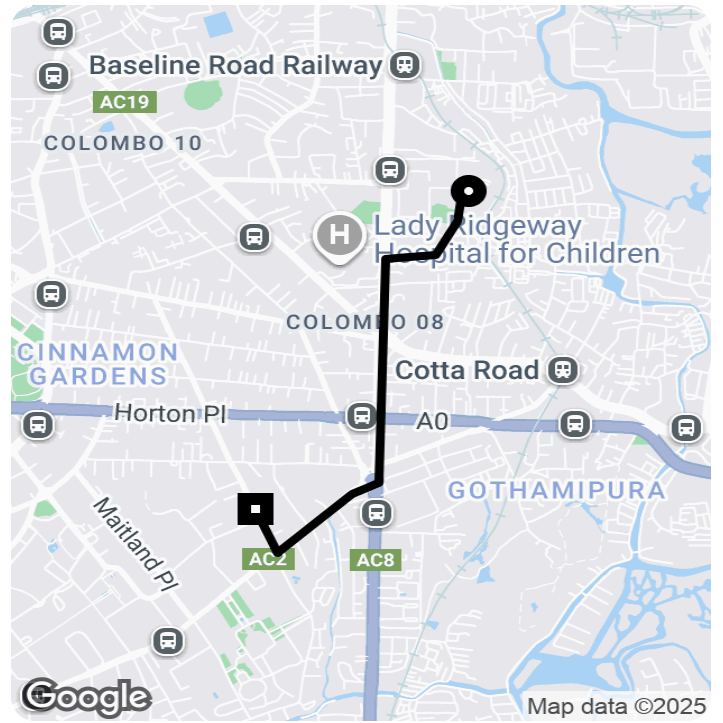 Baseline Road Railway
AC19
COLOMBO 10
H
Lady Ridgeway
Hospital for Children
COLOMBO 08
CINNAMON
GARDENS
Cotta Road
Horton Pl
A0
GOTHAMIPURA
Maitland Pl
AC2
AC8
Google
Map data ©2025